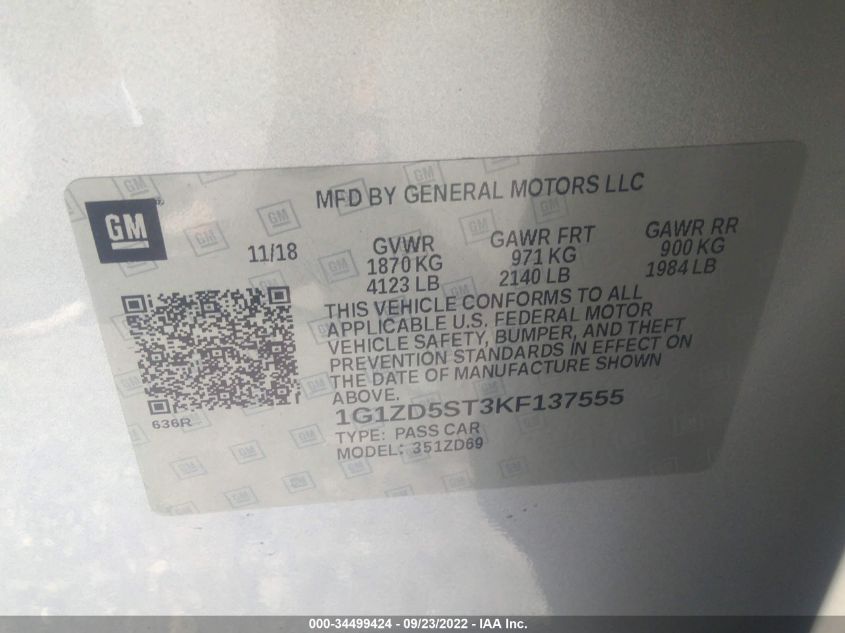 MFD BY GENERAL MOTORS LLC
GM
11/18
GVWR
1870 KG
4123 LB
GAWR FRT
971 KG
2140 LB
GAWR RR
900 KG
1984 LB
THIS VEHICLE CONFORMS TO ALL
APPLICABLE U.S. FEDERAL MOTOR
VEHICLE SAFETY, BUMPER, AND THEFT
PREVENTION STANDARDS IN EFFECT ON
THE DATE OF MANUFACTURE SHOWN
ABOVE.
636R
1G1ZD5ST3KF137555
TYPE: PASS CAR
MODEL: 351ZD69
000-34499424 - 09/23/2022 - IAA, Inc.